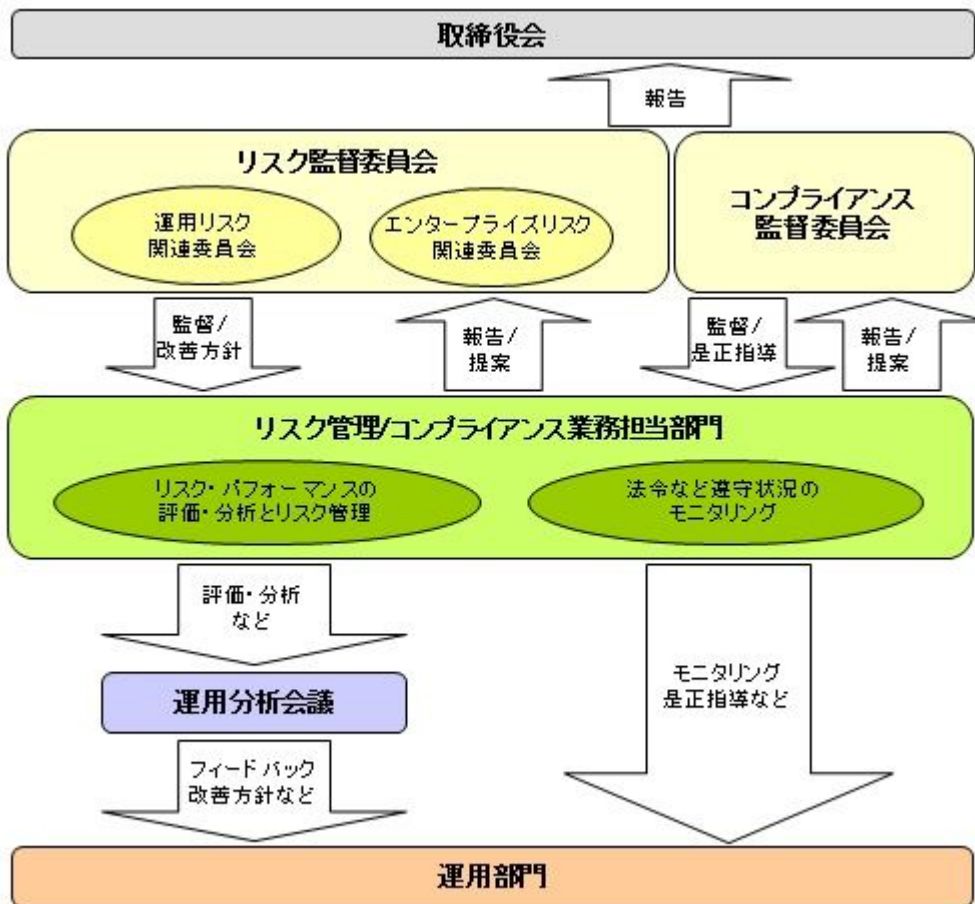 取締役会
報告
リスク監督委員会
運用リスク
関連委員会
エンタープライズリスク
関連委員会
コンプライアンス
監督委員会
監督/
改善方針
報告/
提案
監督/
是正指導
報告/
提案
リスク管理/コンプライアンス業務担当部門
リスク・パフォーマンスの
評価・分析とリスク管理
法令など遵守状況の
モニタリング
評価・分析
など
運用分析会議
モニタリング
是正指導など
フィードバック
改善方針など
運用部門